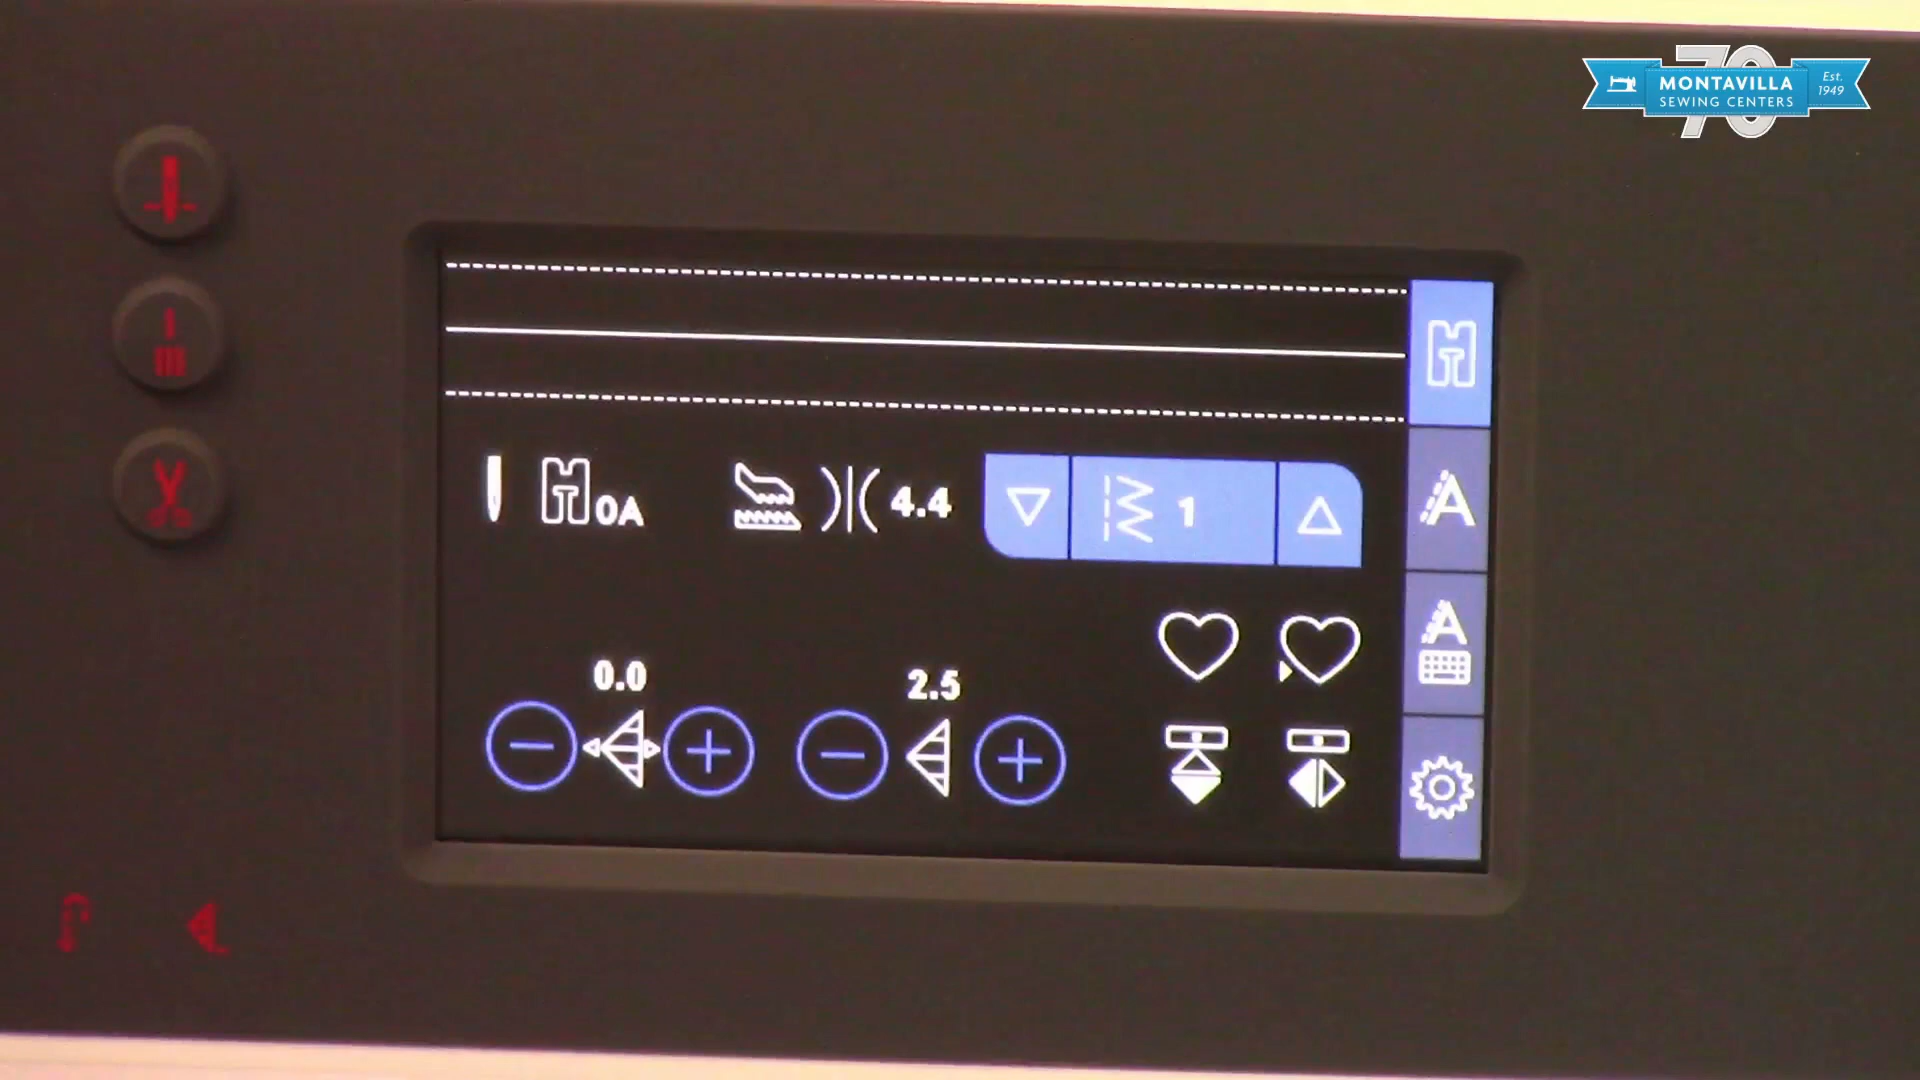 70
MONTAVILLA
SEWING CENTERS
Est.
1949
0A
4.4
1
A
A
0.0
2.5